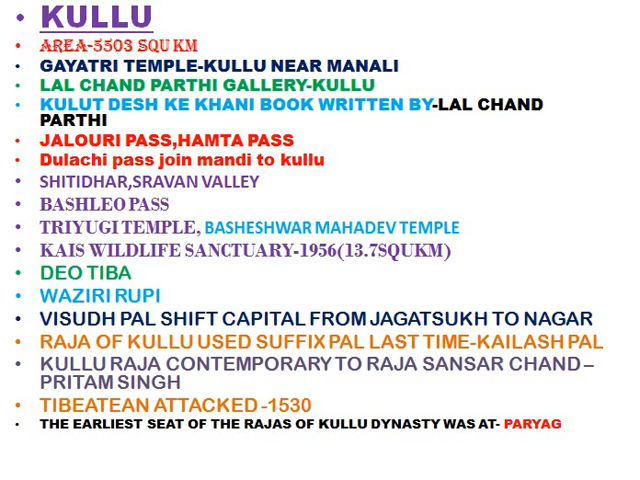 • KULLU
• AREA-5503 SQU KM
• GAYATRI TEMPLE-KULLU NEAR MANALI
• LAL CHAND PARTHI GALLERY-KULLU
• KULUT DESH KE KHANI BOOK WRITTEN BY-LAL CHAND
PARTHI
• JALOURI PASS,HAMTA PASS
• Dulachi pass join mandi to kullu
• SHITIDHAR,SRAVAN VALLEY
• BASHLEO PASS
• TRIYUGI TEMPLE, BASHESHWAR MAHADEV TEMPLE
• KAIS WILDLIFE SANCTUARY-1956(13.7SQUKM)
• DEO TIBA
• WAZIRI RUPI
• VISUDH PAL SHIFT CAPITAL FROM JAGATSUKH TO NAGAR
• RAJA OF KULLU USED SUFFIX PAL LAST TIME-KAILASH PAL
• KULLU RAJA CONTEMPORARY TO RAJA SANSAR CHAND –
PRITAM SINGH
• TIBEATEAN ATTACKED -1530
• THE EARLIEST SEAT OF THE RAJAS OF KULLU DYNASTY WAS AT- PARYAG